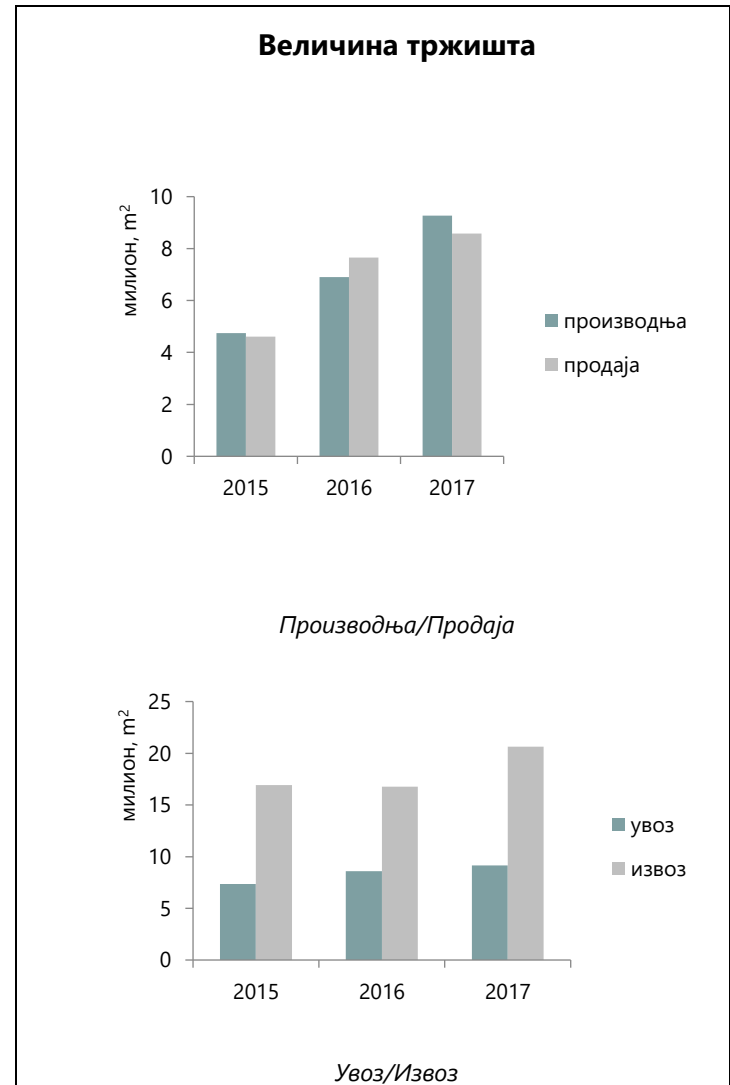 Величина тржишта
милион, m²
10
8
6
4
2
0
2015 2016 2017
производња
продаја
Производња/Продаја
милион, m²
25
20
15
10
5
0
2015 2016 2017
увоз
извоз
Увоз/Извоз